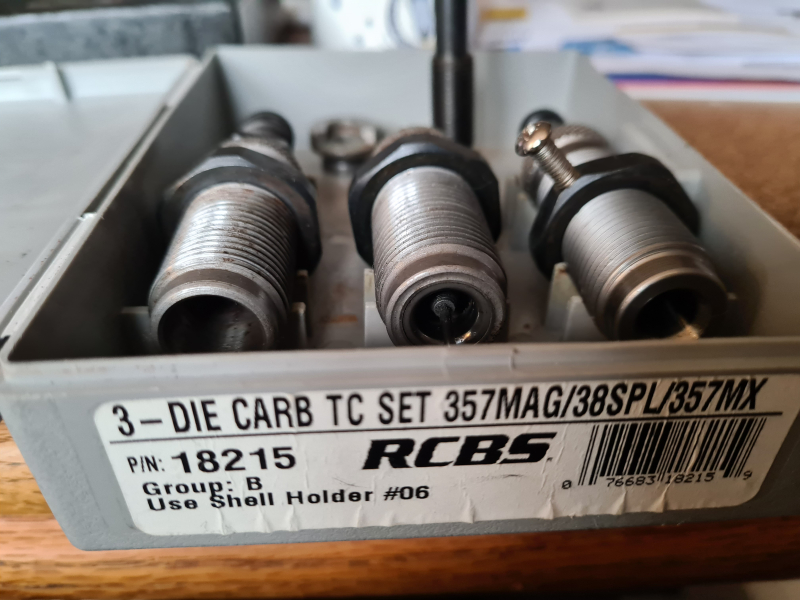 3-DIE CARB TC SET 357MAG/38SPL/357MX
P/N: 18215
RCBS.
Group: B
Use Shell Holder #06
0 76683 18215 9